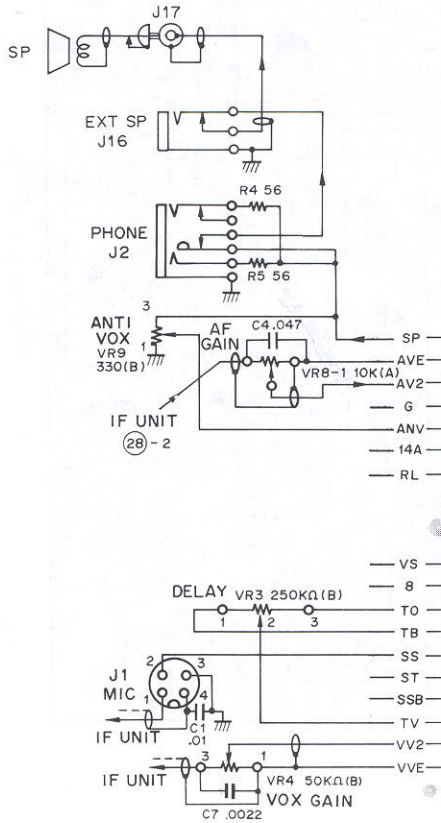 J17
SP
EXT SP
J16
R4 56
PHONE
J2
R5 56
3
ANTI
VOX
VR9
330(B)
1
AF
GAIN
C4.047
VR8-1 10K(A)
IF UNIT
28 - 2
SP
AVE
AV2
G
ANV
14A
RL
VS
8
TO
TB
SS
ST
SSB
TV
VV2
VVE
DELAY
VR3 250KΩ(B)
1
2
3
J1
MIC
2
3
1
4
C1
.01
IF UNIT
IF UNIT
3
1
VR4 50KΩ(B)
VOX GAIN
C7 .0022